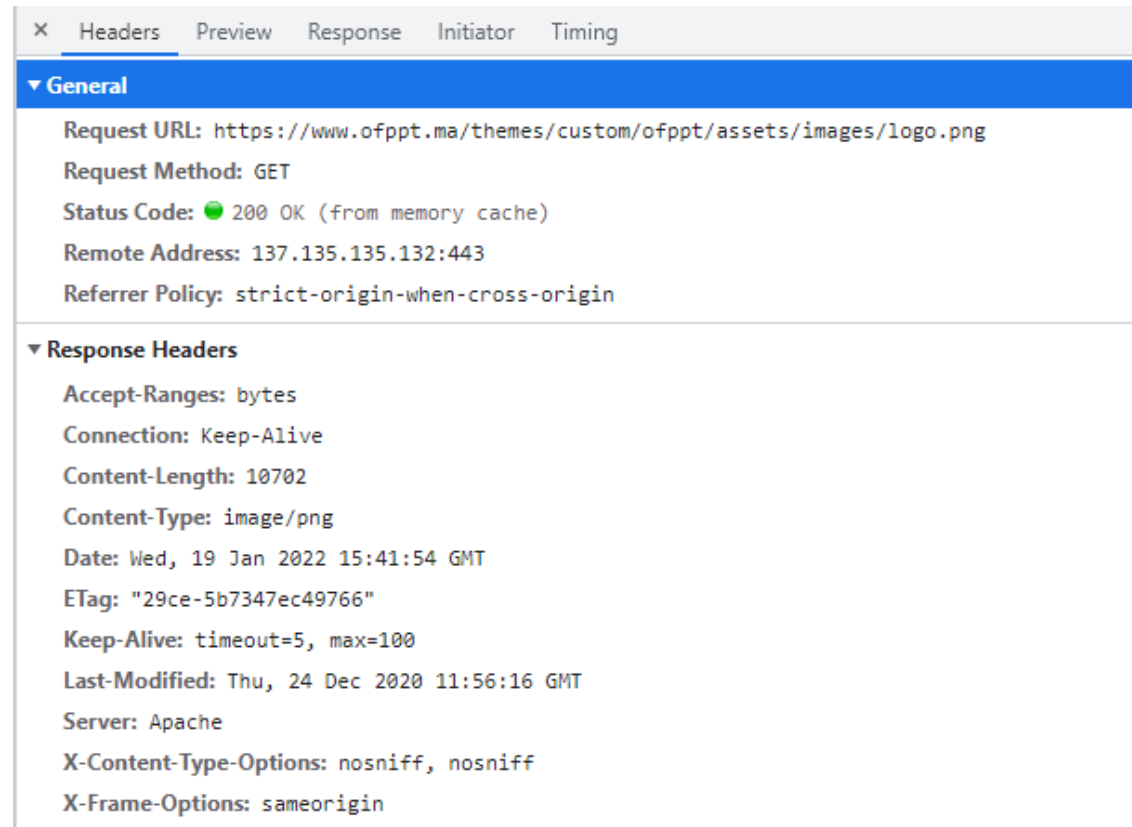 × Headers Preview Response Initiator Timing
▼ General
Request URL: https://www.ofppt.ma/themes/custom/ofppt/assets/images/logo.png
Request Method: GET
Status Code: 200 OK (from memory cache)
Remote Address: 137.135.135.132:443
Referrer Policy: strict-origin-when-cross-origin
▼ Response Headers
Accept-Ranges: bytes
Connection: Keep-Alive
Content-Length: 10702
Content-Type: image/png
Date: Wed, 19 Jan 2022 15:41:54 GMT
ETag: "29ce-5b7347ec49766"
Keep-Alive: timeout=5, max=100
Last-Modified: Thu, 24 Dec 2020 11:56:16 GMT
Server: Apache
X-Content-Type-Options: nosniff, nosniff
X-Frame-Options: sameorigin